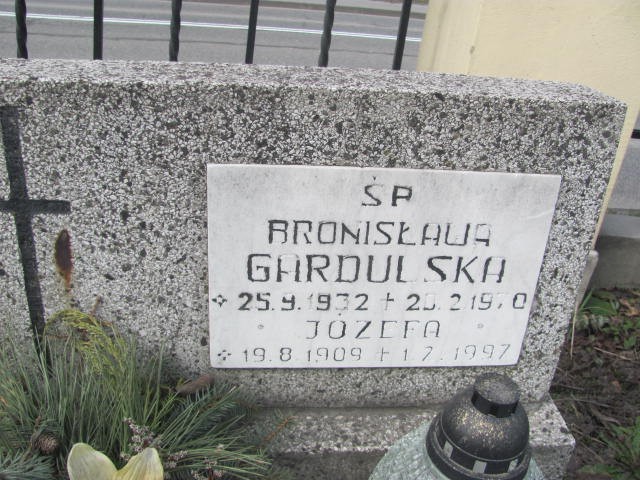 ŚP
BRONISŁAWA
GARDULSKA
25.9.1932 + 20.2.1970
JÓZEFA
19.8.1909 + 1.7.1997